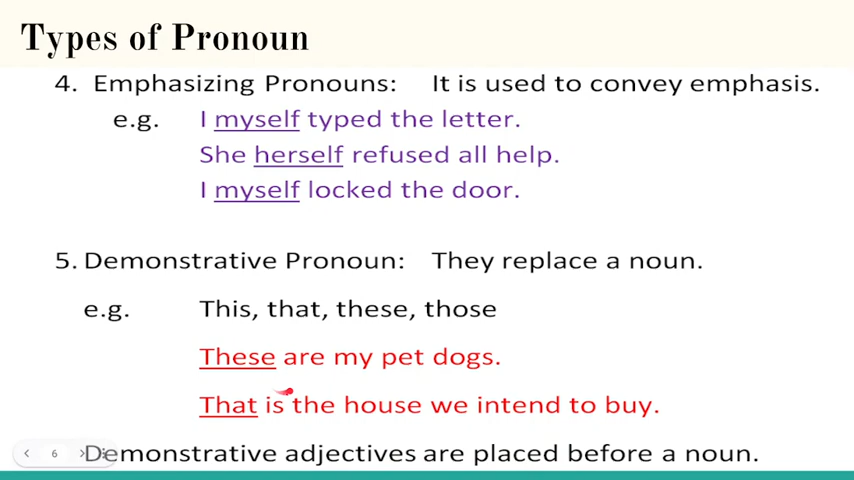 Types of Pronoun
4. Emphasizing Pronouns: It is used to convey emphasis.
e.g. I myself typed the letter.
She herself refused all help.
I myself locked the door.
5. Demonstrative Pronoun: They replace a noun.
e.g. This, that, these, those
These are my pet dogs.
That is the house we intend to buy.
Demonstrative adjectives are placed before a noun.
6